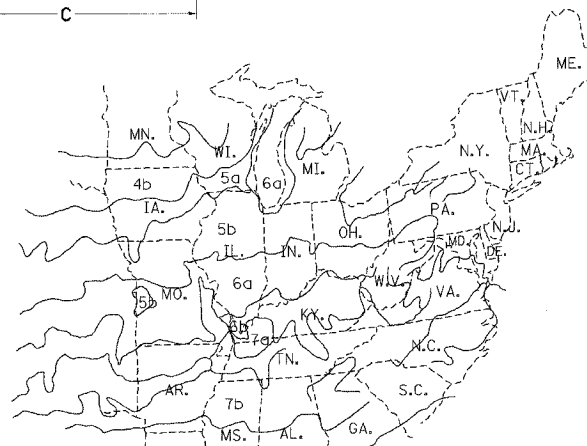 C
ME.
VT.
MN.
N.H.
WI.
N.Y.
MA.
MI.
CT.
4b
5a
6a
IA.
PA.
5b
OH.
N.J.
IL.
IN.
MD.
DE.
6a
W.V.
MO.
VA.
5b
KY.
6b
7a
N.C.
TN.
AR.
S.C.
7b
MS.
AL.
GA.